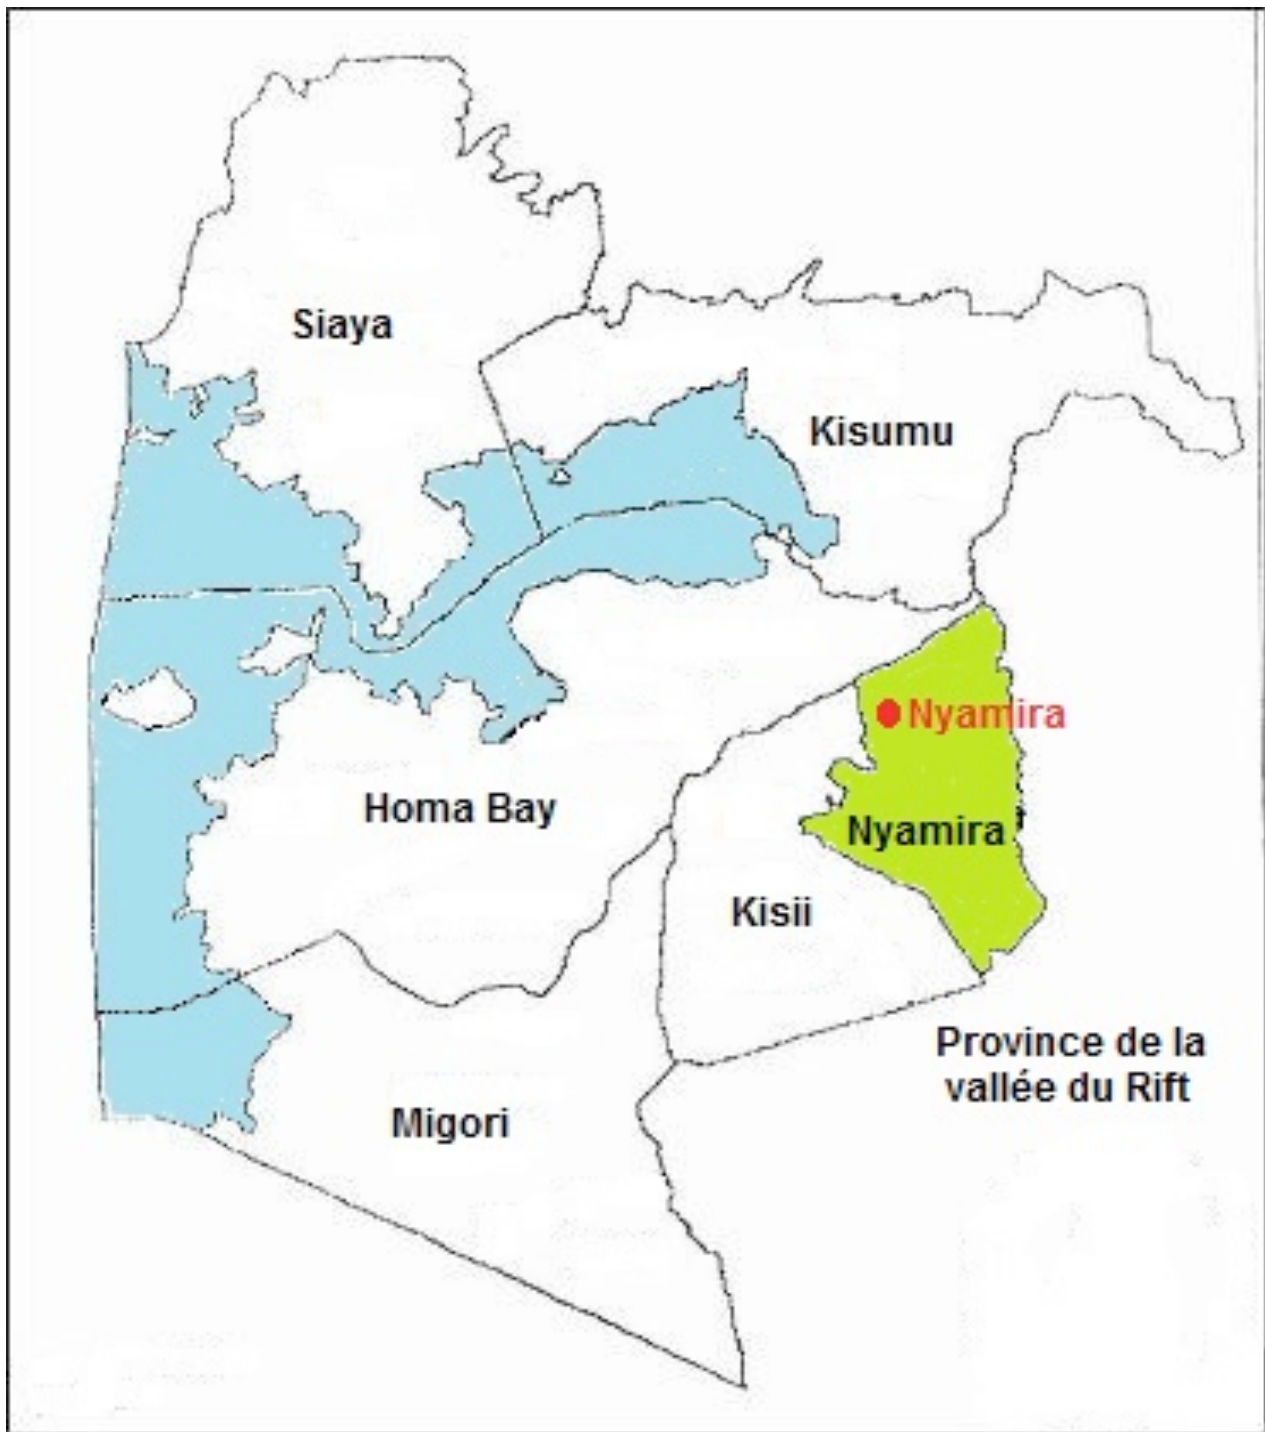 Siaya
Kisumu
Nyamira
Homa Bay
Nyamira
Kisii
Province de la
vallée du Rift
Migori